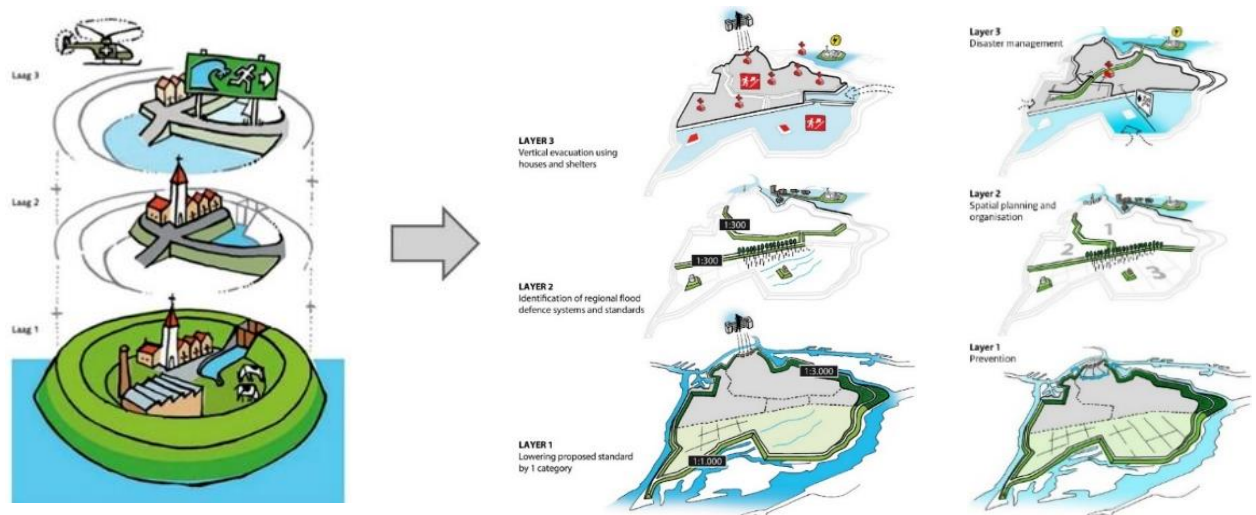 Laag 3
Laag 2
Laag 1
LAYER 3
Vertical evacuation using
houses and shelters
1:300
1:300
LAYER 2
Identification of regional flood
defence systems and standards
1:3.000
LAYER 1
Lowering proposed standard
by 1 category
1:1.000
Layer 3
Disaster management
Layer 2
Spatial planning and
organisation
1
2
3
Layer 1
Prevention